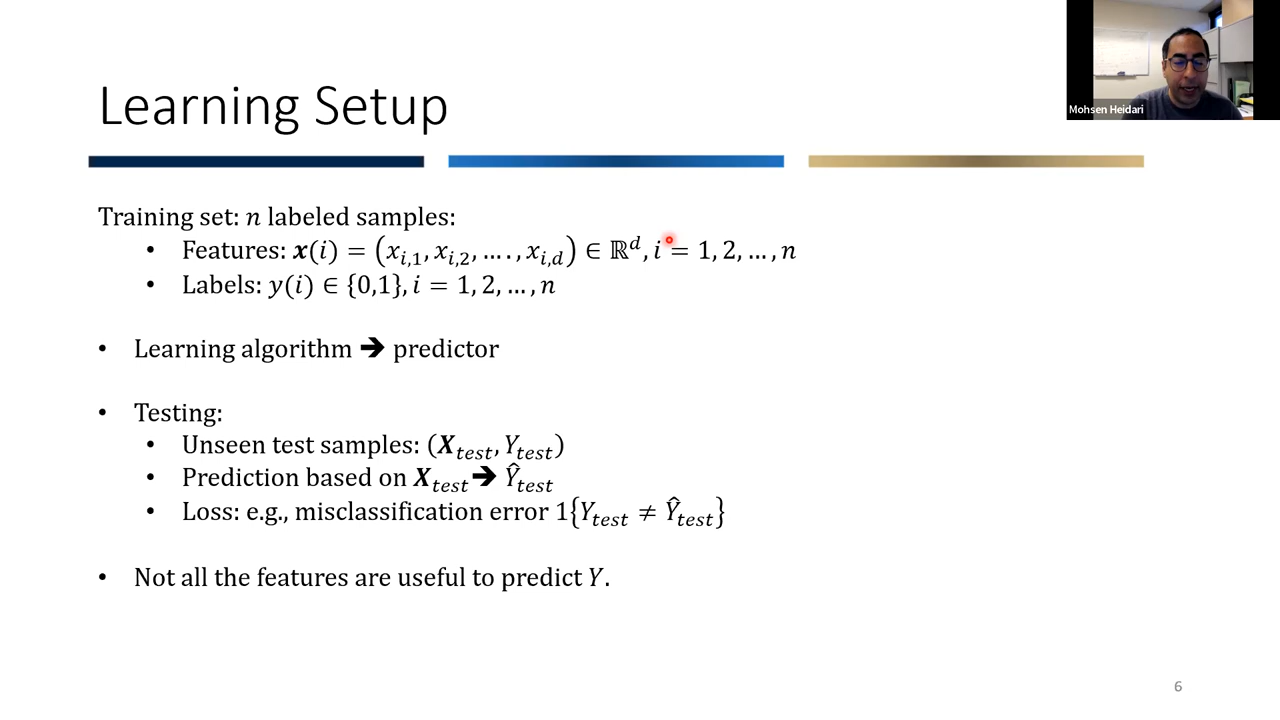 Mohsen Heidari
Learning Setup
Training set: n labeled samples:
• Features: 𝒙(i) = (x_{i,1}, x_{i,2}, … . , x_{i,d}) ∈ ℝ^d, i = 1, 2, … , n
• Labels: y(i) ∈ {0,1}, i = 1, 2, … , n
• Learning algorithm ➔ predictor
• Testing:
• Unseen test samples: (𝑿_{test}, Y_{test})
• Prediction based on 𝑿_{test} ➔ Ŷ_{test}
• Loss: e.g., misclassification error 1{Y_{test} ≠ Ŷ_{test}}
• Not all the features are useful to predict Y.
6